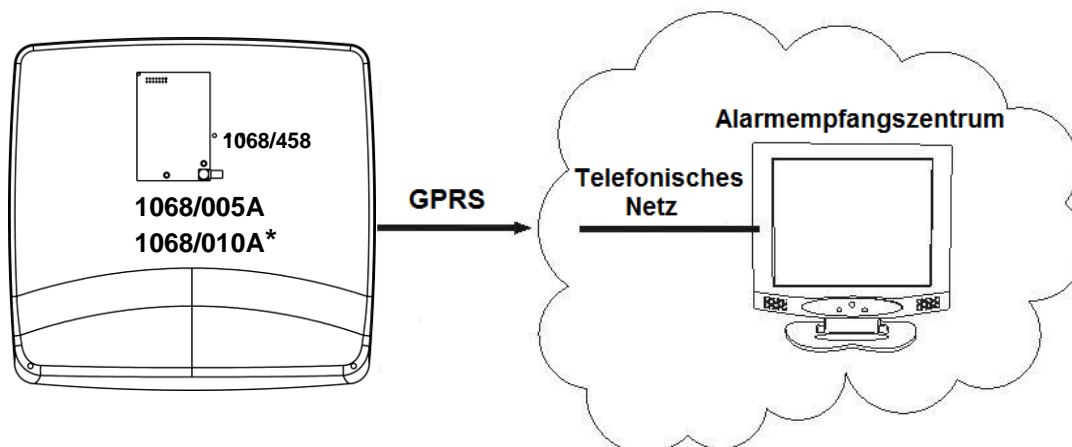 1068/458
1068/005A
1068/010A*
GPRS
Telefonisches
Netz
Alarmempfangszentrum